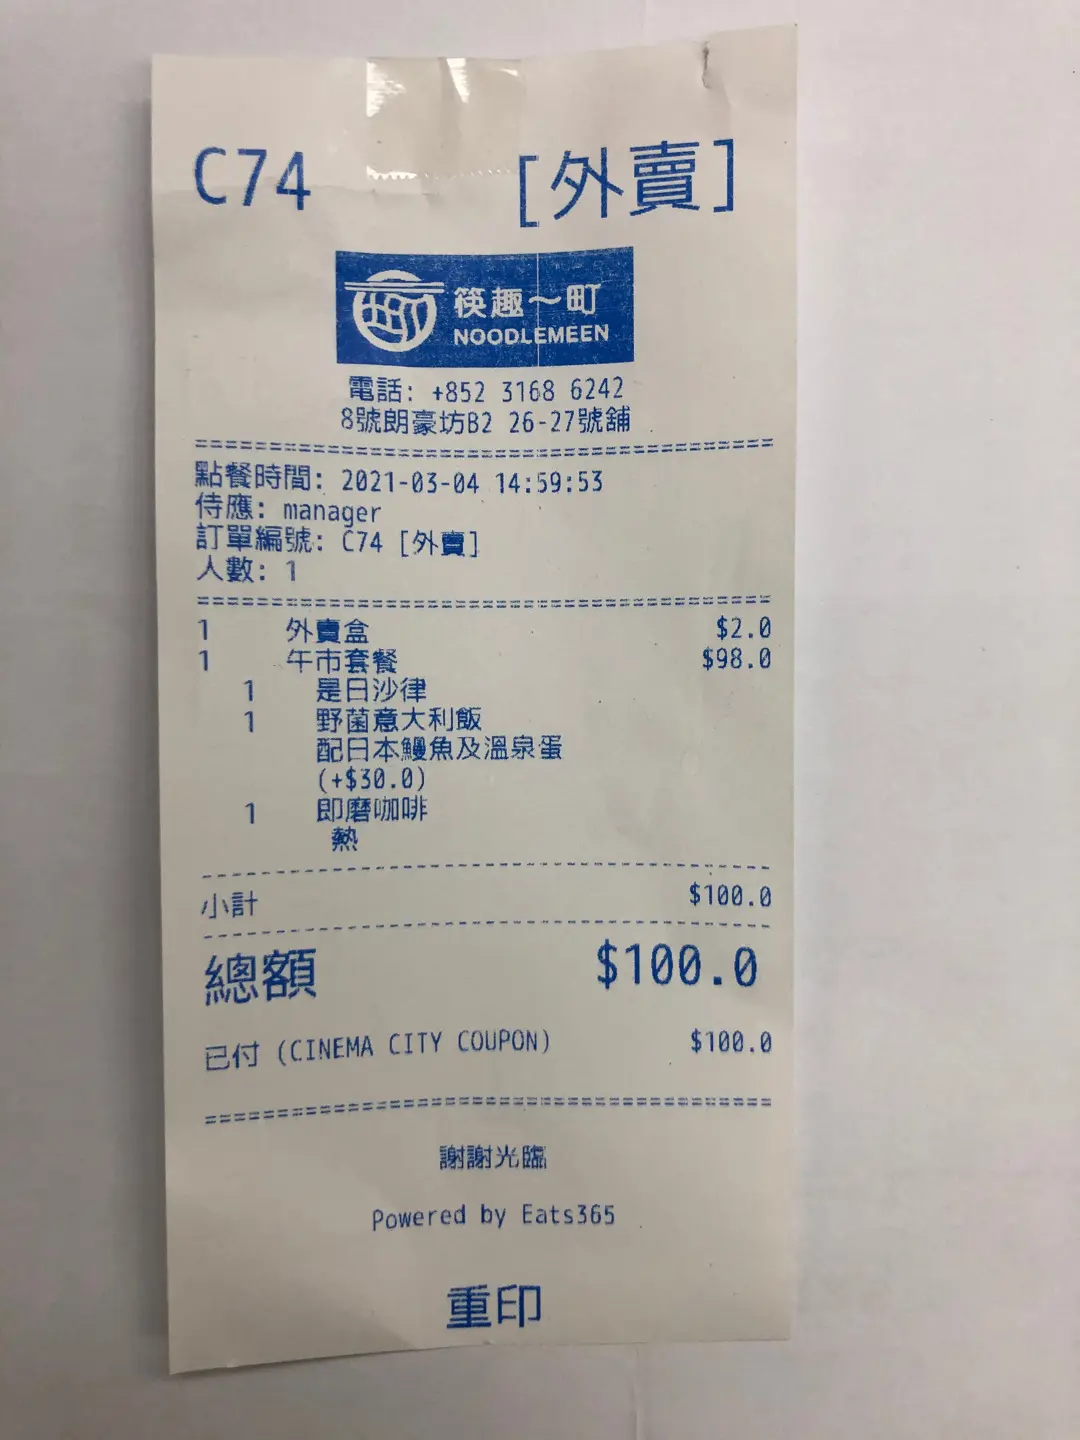 C74 [外賣]
筷趣～町
NOODLEMEEN
電話: +852 3168 6242
8號朗豪坊B2 26-27號舖
點餐時間: 2021-03-04 14:59:53
侍應: manager
訂單編號: C74 [外賣]
人數: 1
1 外賣盒 $2.0
1 午市套餐 $98.0
1 是日沙律
1 野菌意大利飯
配日本鰻魚及溫泉蛋
(+$30.0)
1 即磨咖啡
熱
小計 $100.0
總額 $100.0
已付 (CINEMA CITY COUPON) $100.0
謝謝光臨
Powered by Eats365
重印